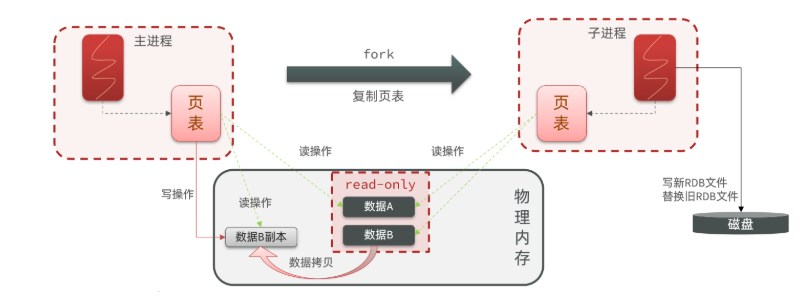 主进程
fork
子进程
页
表
复制页表
页
表
读操作
读操作
写操作
读操作
read-only
数据A
数据B
数据B副本
数据拷贝
物
理
内
存
写新RDB文件
替换旧RDB文件
磁盘